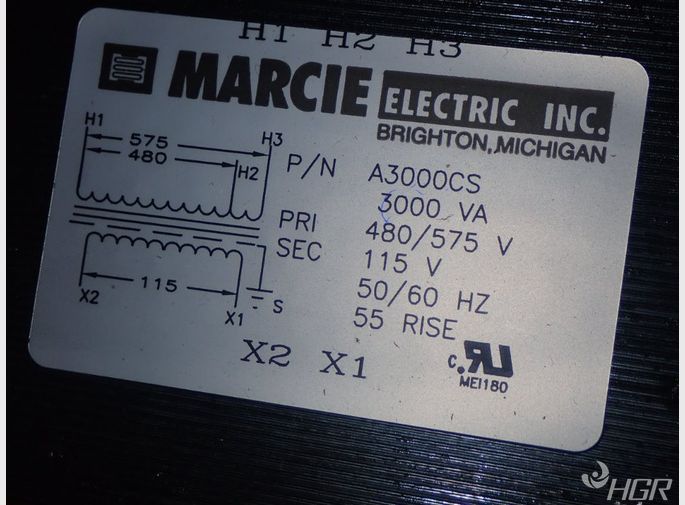 H1 H2 H3
MARCIE ELECTRIC INC.
BRIGHTON, MICHIGAN
H1
575
H3
480
H2
P/N A3000CS
3000 VA
PRI 480/575 V
SEC 115 V
115
X2
X1
S
50/60 HZ
55 RISE
X2 X1
c.RU
MEI180
HGR